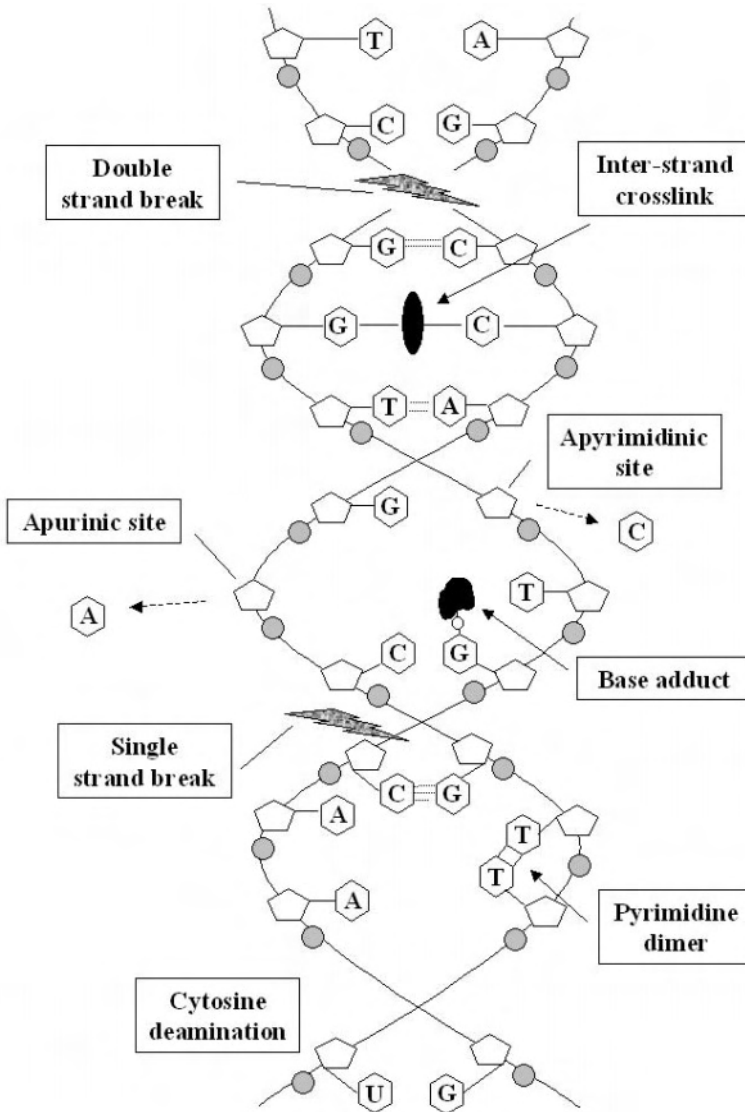 T A
C G
Double
strand break
Inter-strand
crosslink
G C
G C
T A
Apyrimidinic
site
Apurinic site
G
C
A
T
C G
Base adduct
Single
strand break
C G
A
T
T
A
Pyrimidine
dimer
Cytosine
deamination
U G